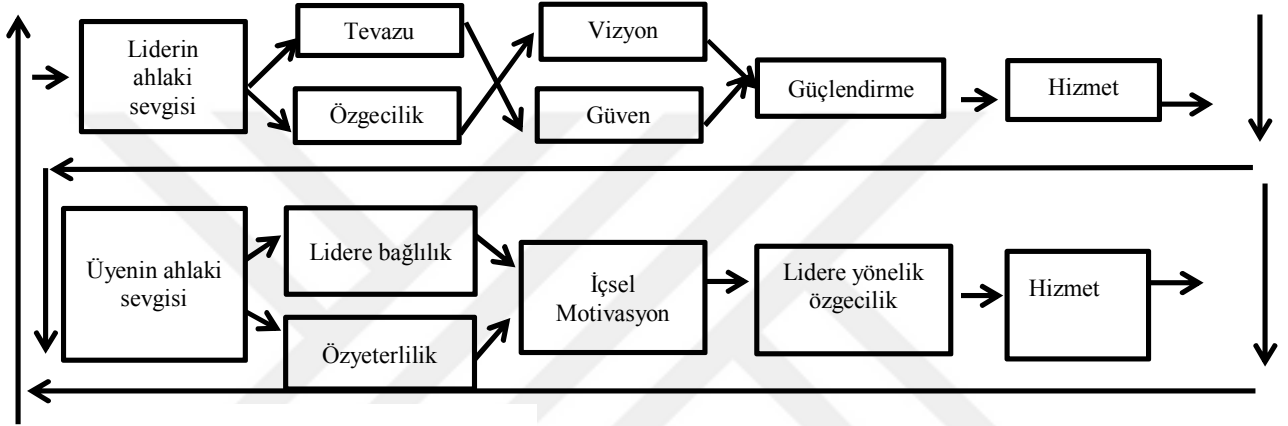 Liderin
ahlaki
sevgisi
Tevazu
Özgecilik
Vizyon
Güven
Güçlendirme
Hizmet
Üyenin ahlaki
sevgisi
Lidere bağlılık
Özyeterlilik
İçsel
Motivasyon
Lidere yönelik
özgecilik
Hizmet